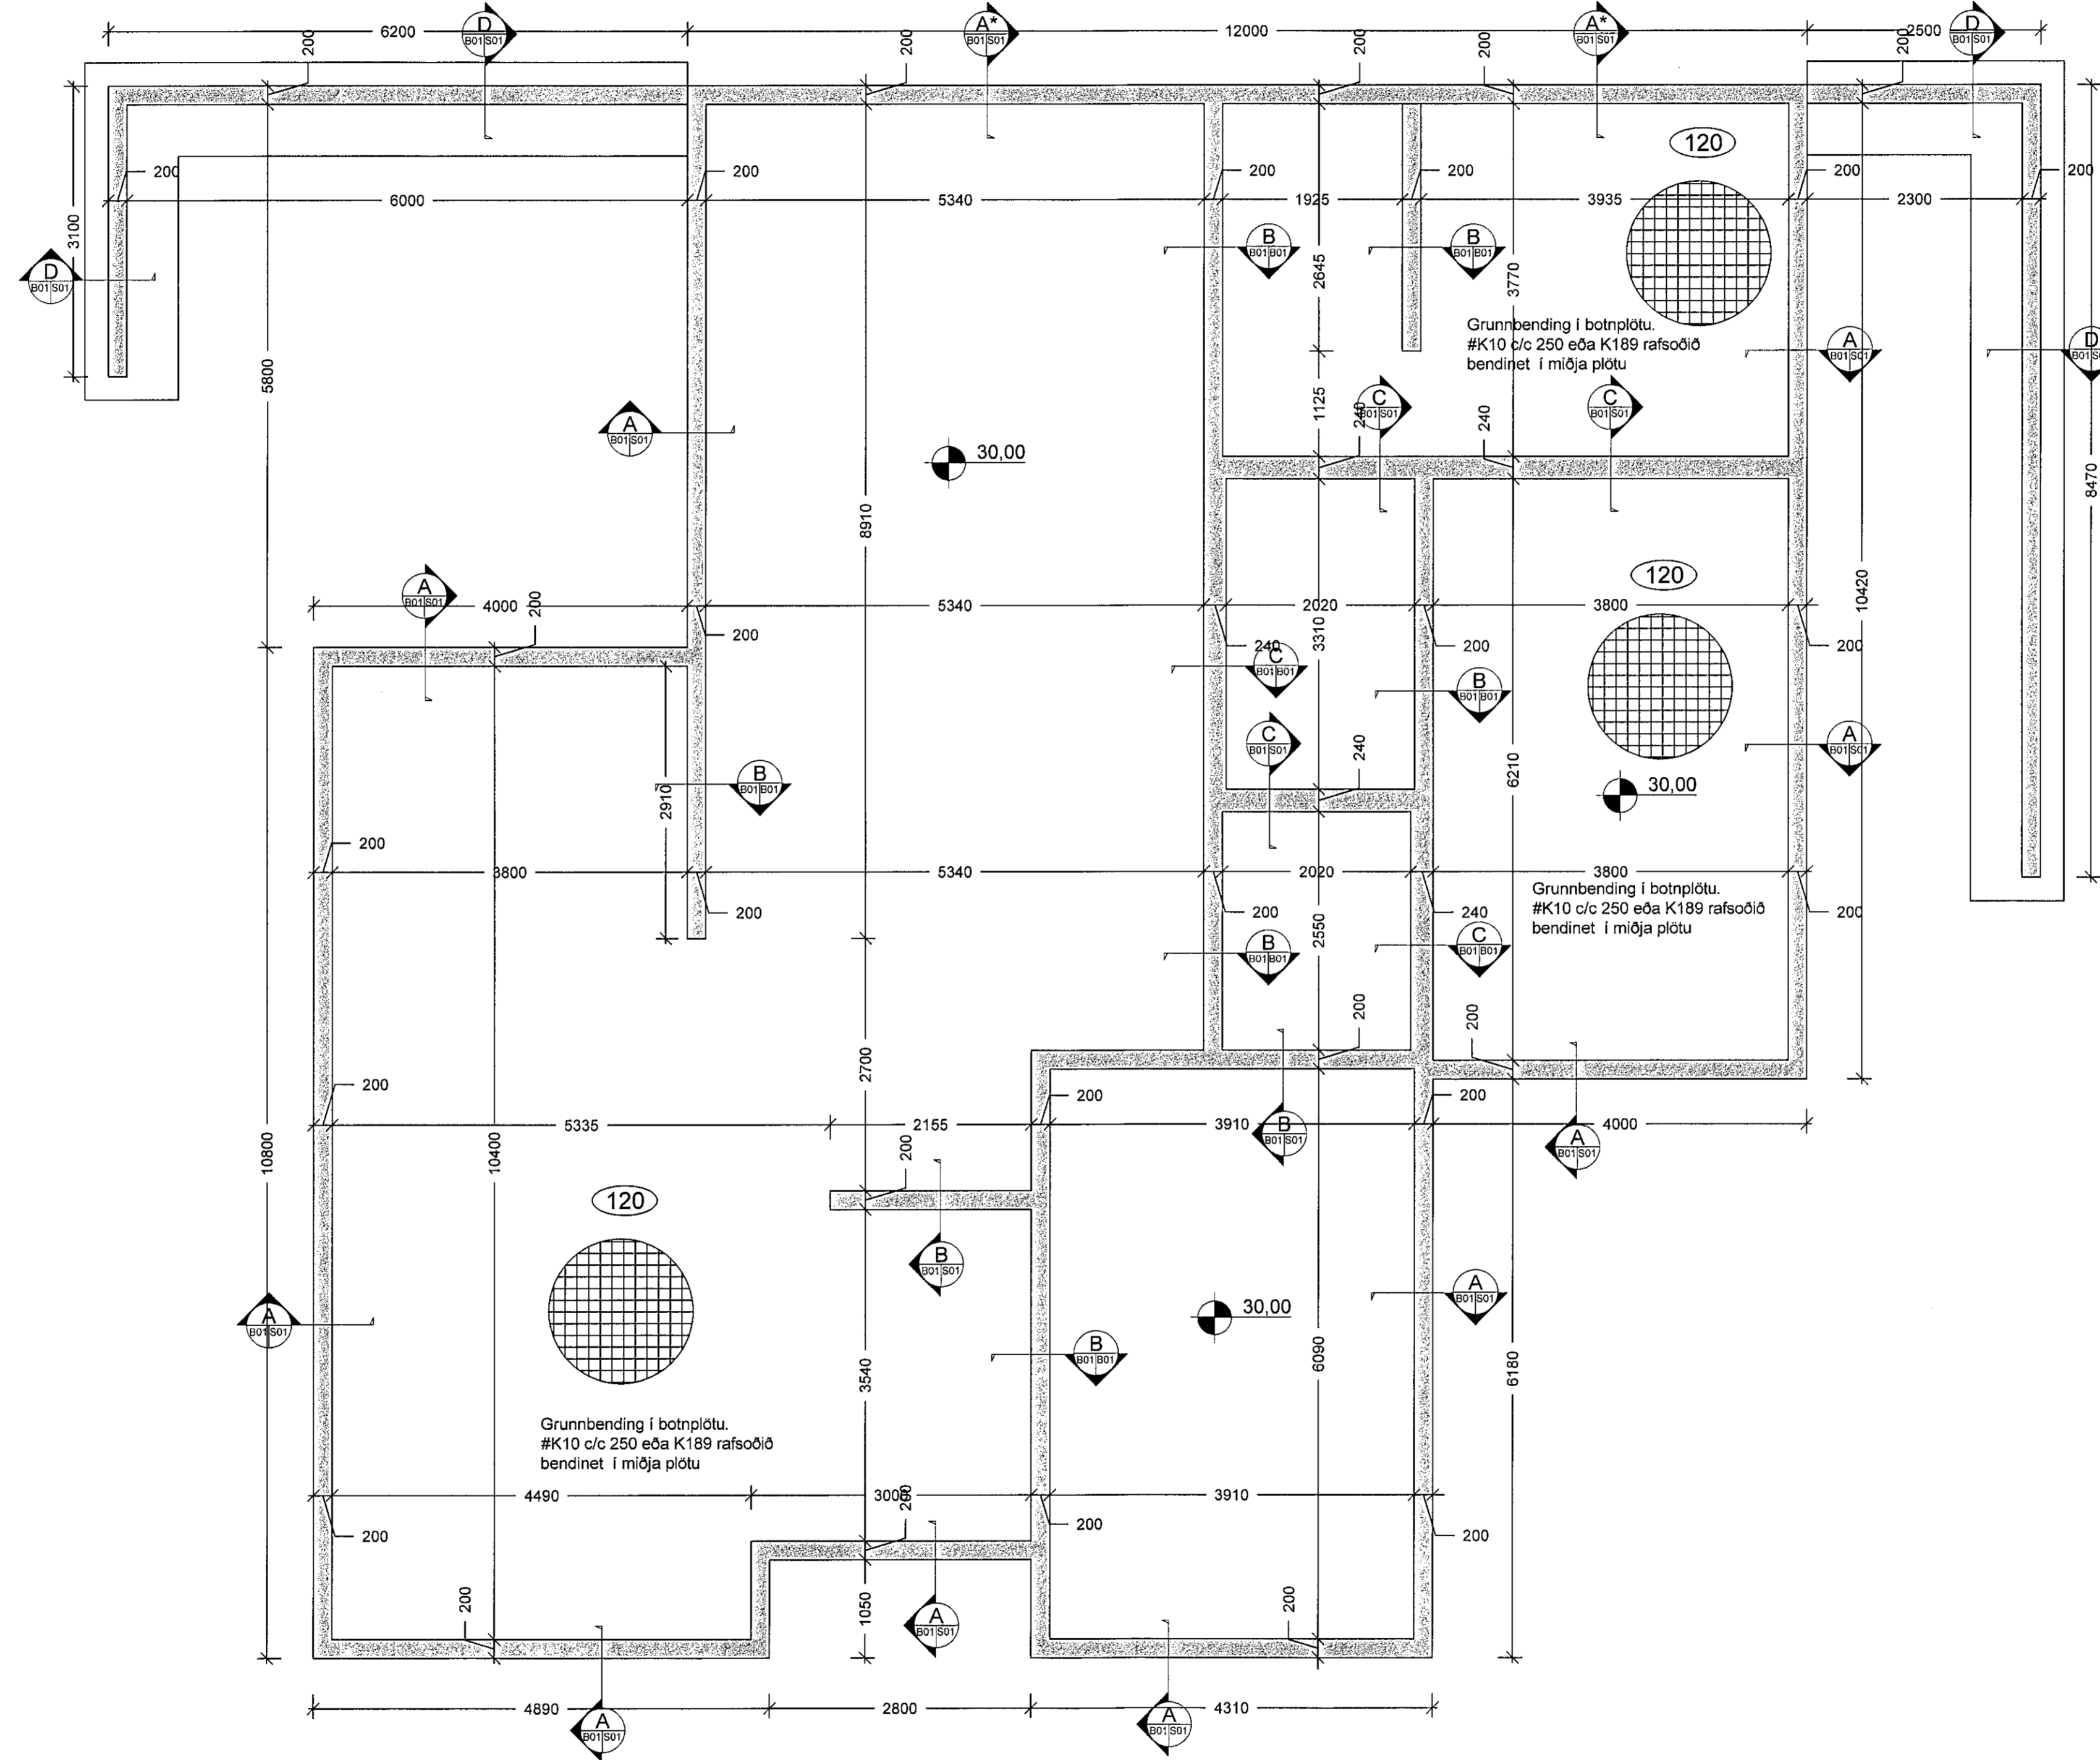 6200
D
B01 S01
A*
B01 S01
12000
A*
B01 S01
2500
D
B01 S01
200
200
200
200
200
120
200
200
200
200
200
200
6000
5340
1925
3935
2300
3100
D
B01 S01
B
B01 B01
B
B01 B01
2645
3770
Grunnbending í botnplötu.
#K10 c/c 250 eða K189 rafsoðið
bendinet í miðja plötu
A
B01 S01
D
5800
1125
240
C
B01 S01
240
C
B01 S01
A
B01 S01
30,00
8470
8910
120
A
B01 S01
4000
200
5340
2020
3800
10420
3310
200
240
C
B01 B01
200
200
B
B01 B01
C
B01 S01
240
A
B01 S01
6210
B
B01 B01
2910
30,00
200
3800
5340
2020
3800
Grunnbending í botnplötu.
#K10 c/c 250 eða K189 rafsoðið
bendinet í miðja plötu
200
200
240
200
2550
B
B01 B01
C
B01 B01
200
200
2700
200
200
200
5335
2155
3910
4000
10800
10400
200
B
B01 S01
A
B01 S01
120
B
B01 S01
A
B01 S01
30,00
A
B01 S01
B
B01 B01
3540
6090
6180
Grunnbending í botnplötu.
#K10 c/c 250 eða K189 rafsoðið
bendinet í miðja plötu
4490
3000
200
3910
200
200
200
200
1050
A
B01 S01
200
4890
2800
4310
A
B01 S01
A
B01 S01